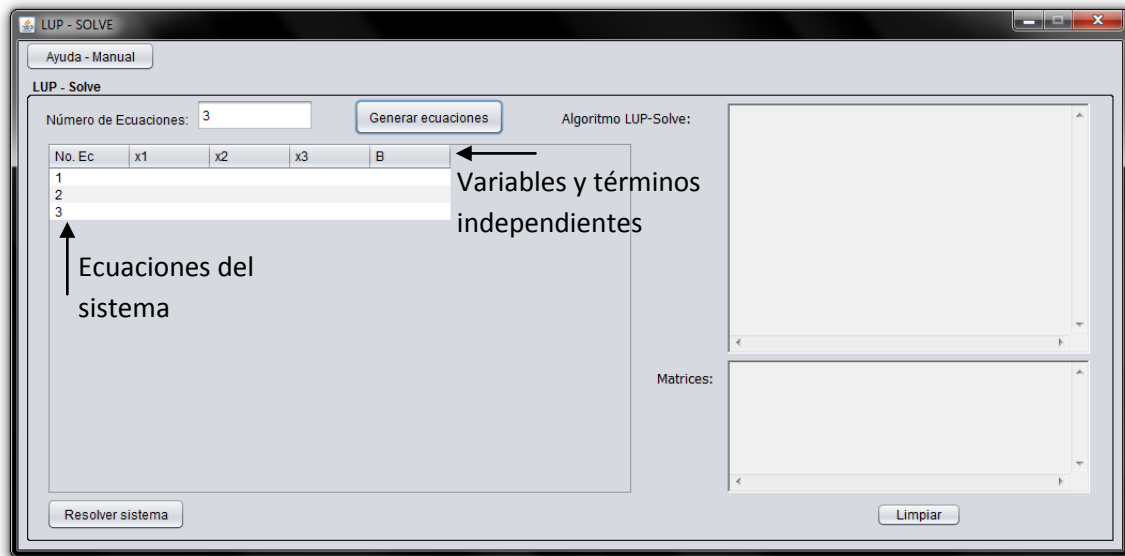 LUP - SOLVE
Ayuda - Manual
LUP - Solve
Número de Ecuaciones: 3 Generar ecuaciones Algoritmo LUP-Solve:
No. Ec x1 x2 x3 B
1
2
3
Variables y términos
independientes
Ecuaciones del
sistema
Matrices:
Resolver sistema Limpiar